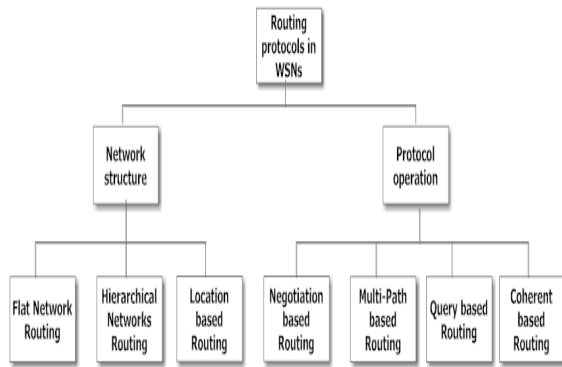 Routing
protocols in
WSNs
Network
structure
Protocol
operation
Flat Network
Routing
Hierarchical
Networks
Routing
Location
based
Routing
Negotiation
based
Routing
Multi-Path
based
Routing
Query based
Routing
Coherent
based
Routing